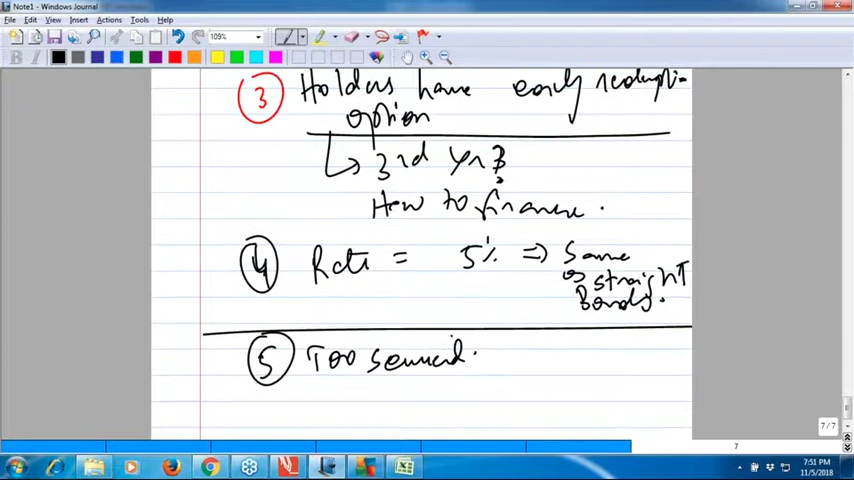 Note1 - Windows Journal
File Edit View Insert Actions Tools Help
109%
B I
3 Holders have early redemption
option
3rd yr?
How to finance.
4 Rate = 5% ⇒ Same
as straight
Bonds.
5 Too
7/7
7
7:51 PM
11/5/2018